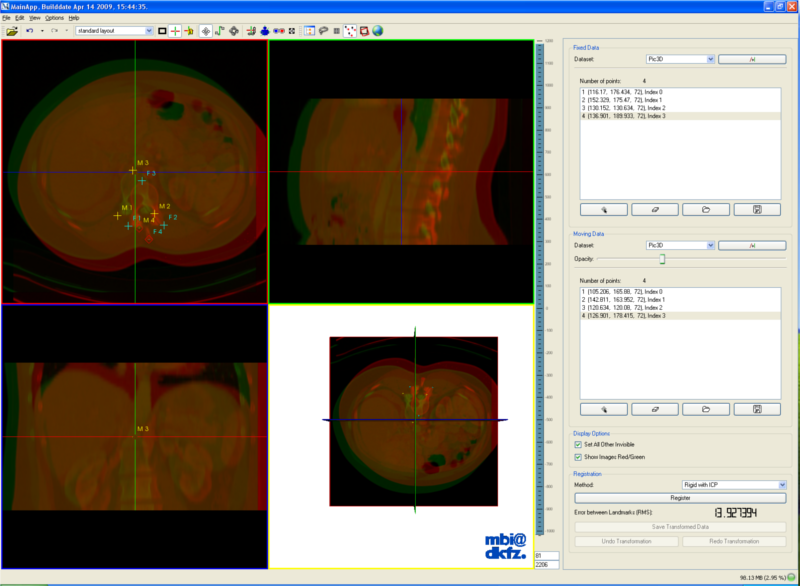 MainApp, Builddate Apr 14 2009, 15:44:35.
File Edit View Options Help
standard layout
Fixed Data
Dataset: Pic3D
Number of points: 4
1 (116.17, 176.434, 72), Index 0
2 (152.329, 175.47, 72), Index 1
3 (130.152, 130.634, 72), Index 2
4 (136.901, 189.933, 72), Index 3
Moving Data
Dataset: Pic3D
Opacity:
Number of points: 4
1 (105.206, 165.88, 72), Index 0
2 (142.811, 163.952, 72), Index 1
3 (120.634, 120.08, 72), Index 2
4 (126.901, 178.415, 72), Index 3
Display Options
Set All Other Invisible
Show Images Red/Green
Registration
Method: Rigid with ICP
Register
Error between Landmarks (RMS): 13.927394
Save Transformed Data
Undo Transformation Redo Transformation
M 3
F 3
M 1
M 2
F 1
M 4
F 2
F 4
M 3
mbi@
dkfz.
81
2206
98.13 MB (2.95 %)